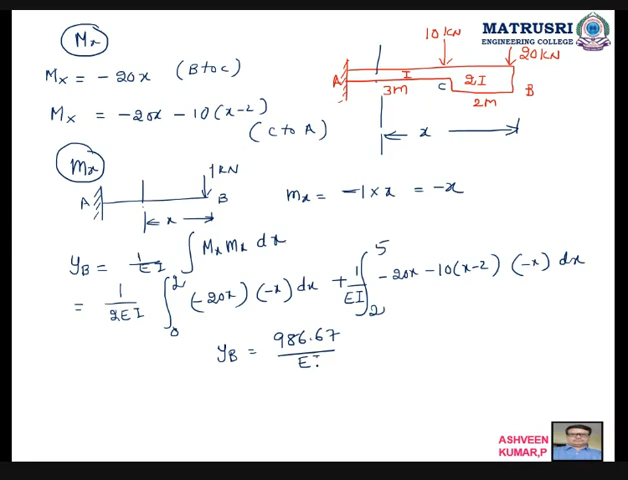 Mx
Mx = -20x (B to C)
Mx = -20x - 10(x-2)
(C to A)
10 KN
20 KN
A
I
2I
3m
C
2M
B
x
MATRUSRI
ENGINEERING COLLEGE
mx
1 KN
A
B
x
mx = -1 × x = -x
yB = 1/EI ∫ Mx mx dx
= 1/2EI ∫₀² (-20x) (-x) dx + 1/EI ∫₂⁵ -20x - 10(x-2) (-x) dx
yB = 986.67/EI
ASHVEEN
KUMAR,P